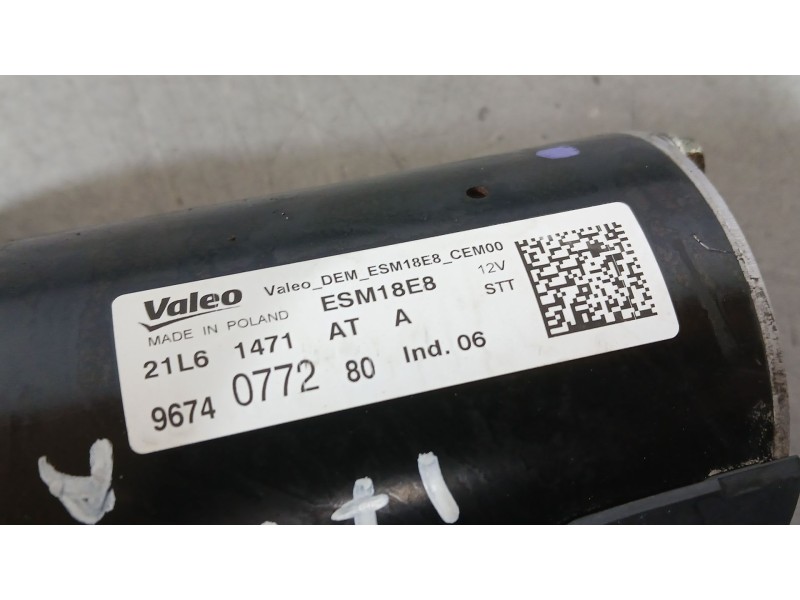 Valeo Valeo_DEM_ESM18E8_CEM00
MADE IN POLAND ESM18E8 12V
21L6 1471 AT A STT
9674 0772 80 Ind. 06